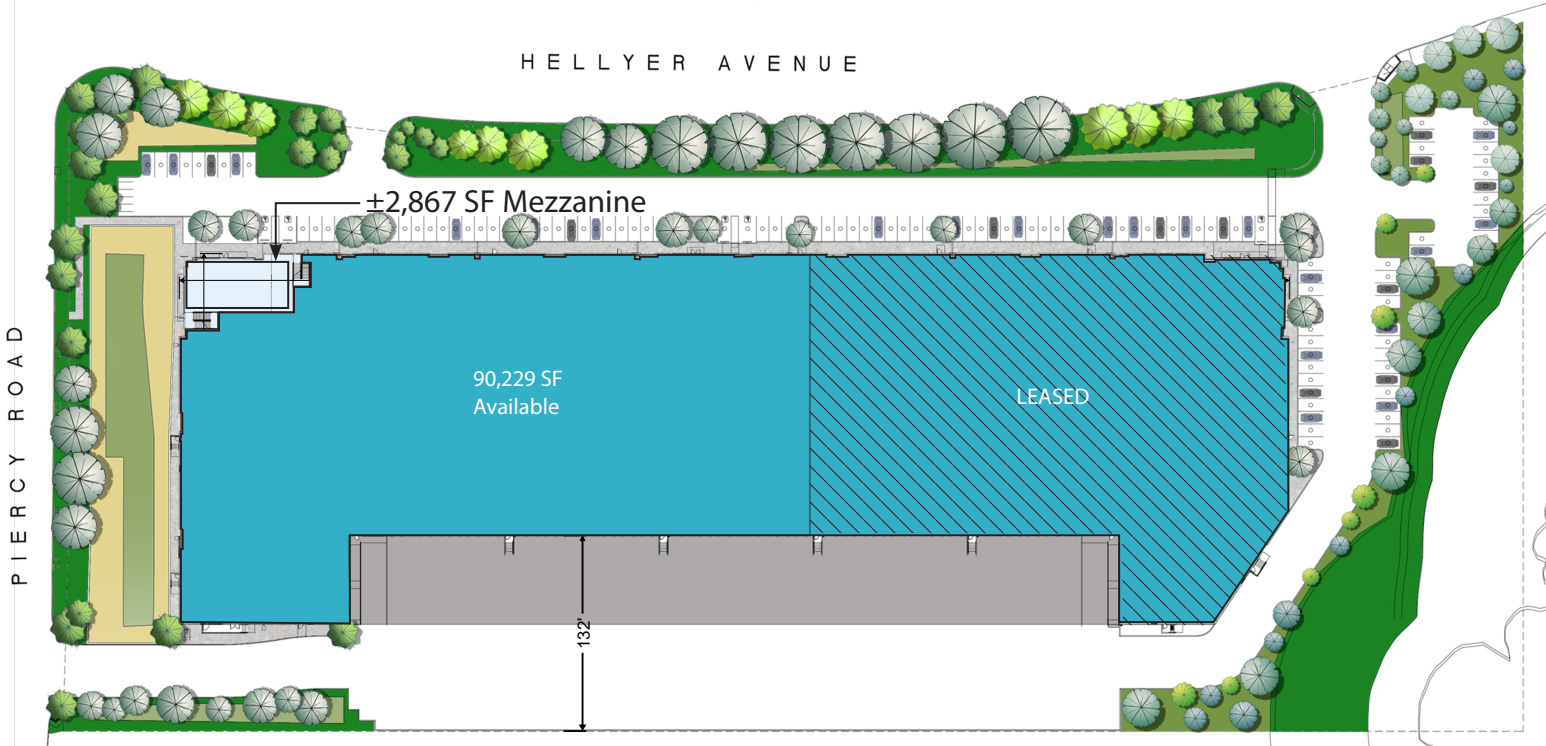 HELLYER AVENUE
±2,867 SF Mezzanine
PIERCY ROAD
90,229 SF
Available
LEASED
132'